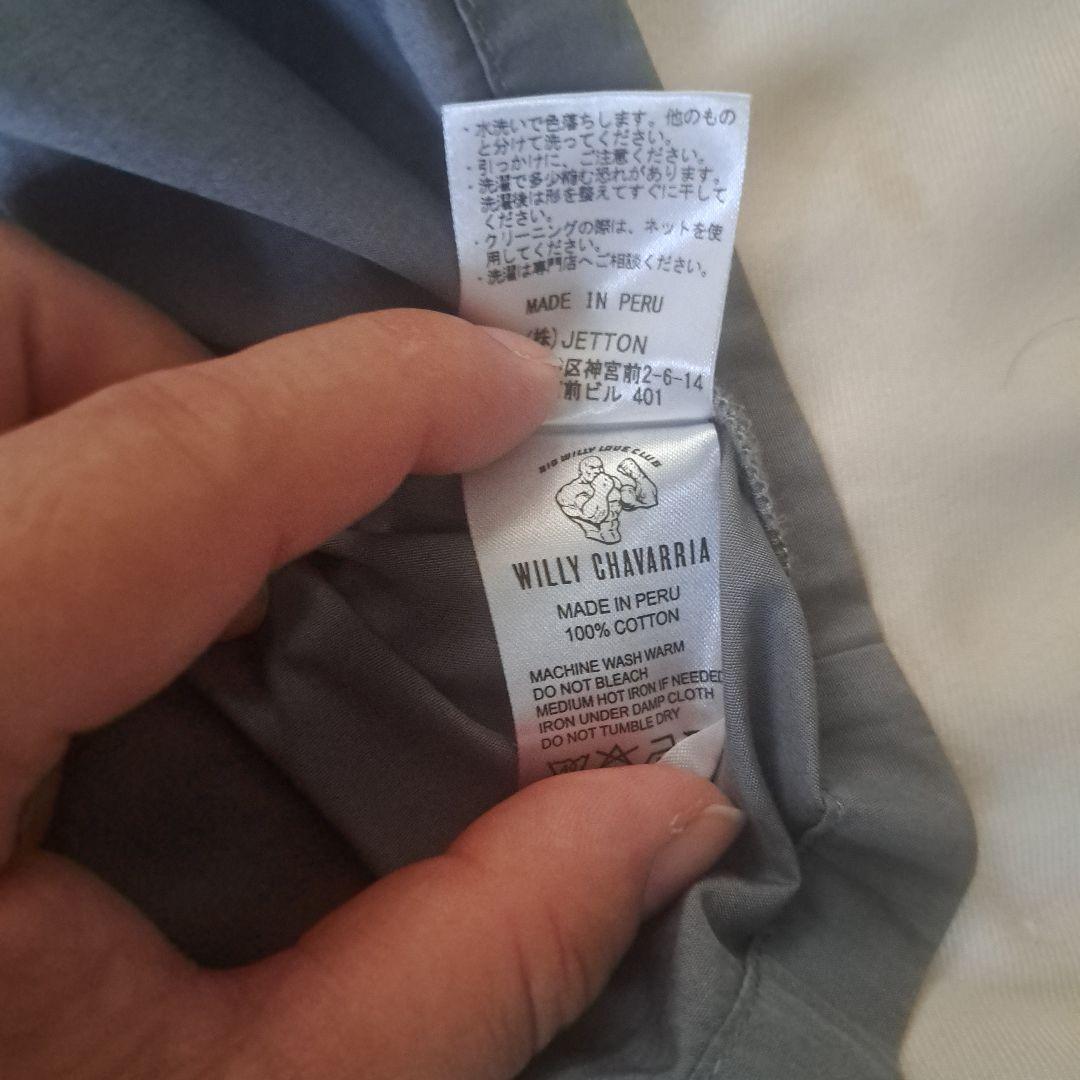 ・水洗いで色落ちします。他のもの
と分けて洗ってください。
・引っかけに、ご注意ください。
・洗濯で多少縮む恐れがあります。
洗濯後は形を整えてすぐに干して
ください。
・クリーニングの際は、ネットを使
用してください。
・洗濯は専門店へご相談ください。
MADE IN PERU
(株)JETTON
区神宮前2-6-14
前ビル 401
BIG WILLY LOVE CLUB
WILLY CHAVARRIA
MADE IN PERU
100% COTTON
MACHINE WASH WARM
DO NOT BLEACH
MEDIUM HOT IRON IF NEEDED
IRON UNDER DAMP CLOTH
DO NOT TUMBLE DRY